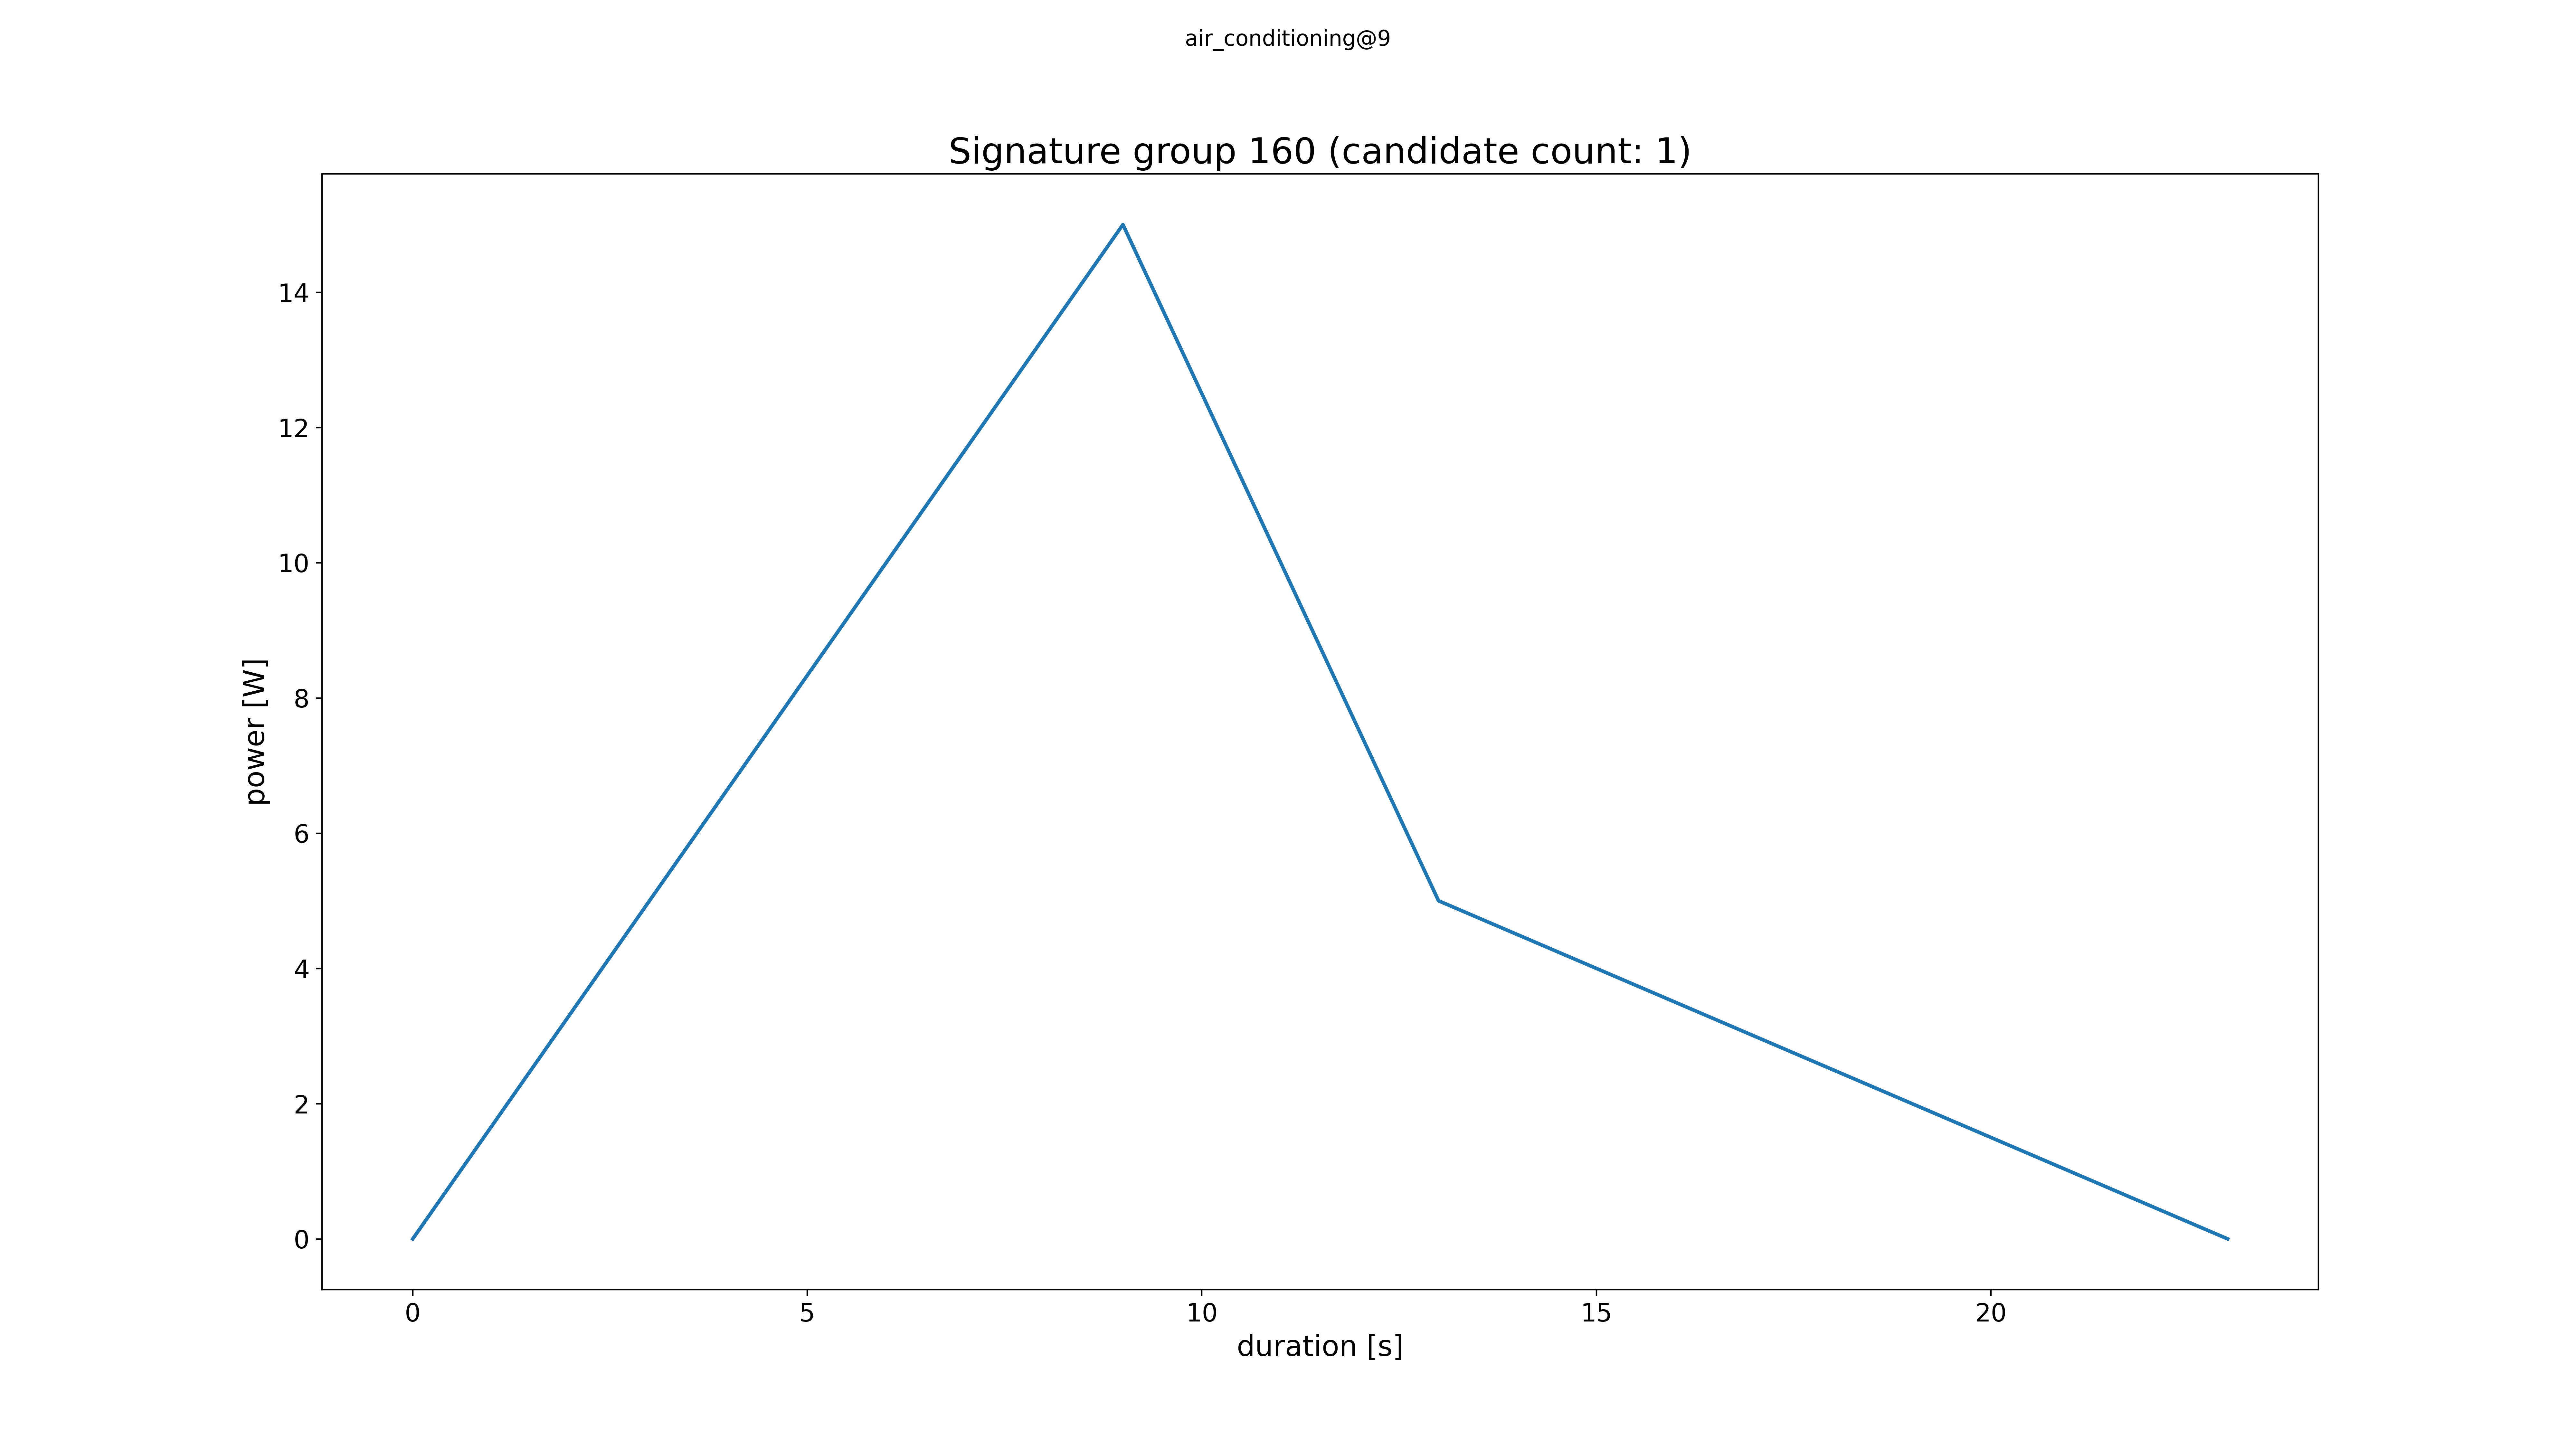 air_conditioning@9
Signature group 160 (candidate count: 1)
14
12
10
8
6
4
2
0
power [W]
0 5 10 15 20
duration [s]